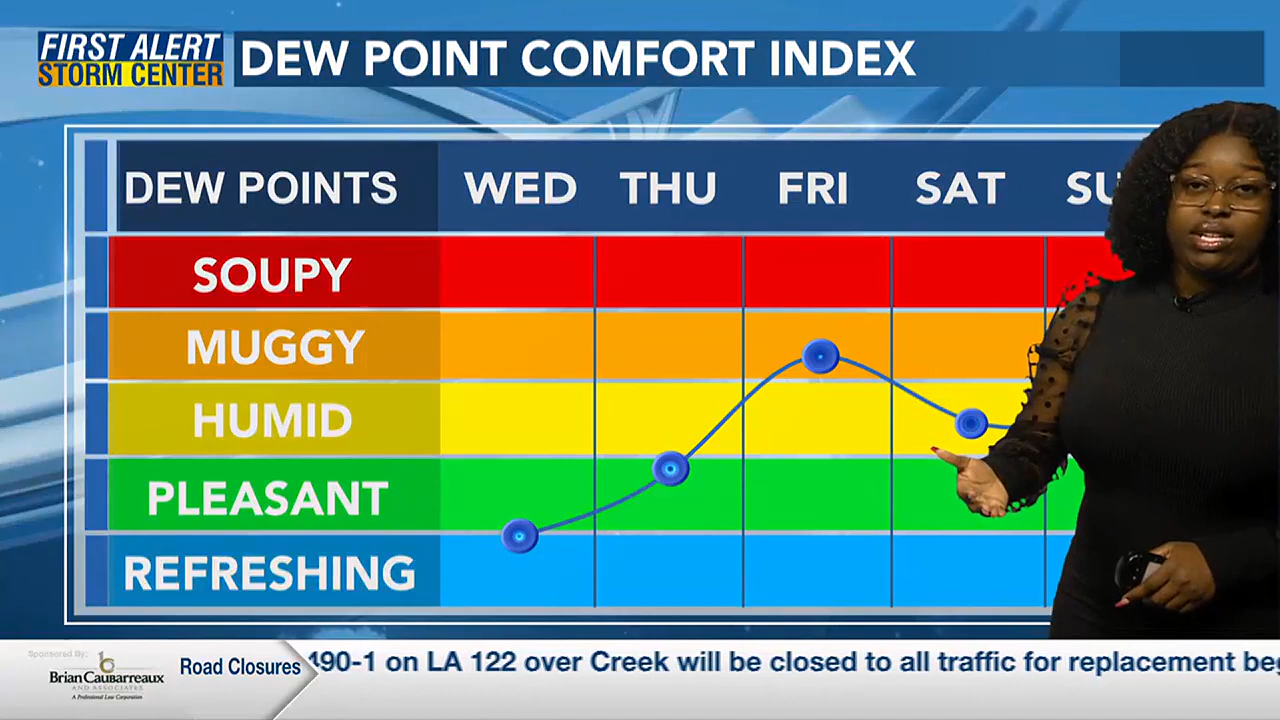 FIRST ALERT
STORM CENTER
DEW POINT COMFORT INDEX
DEW POINTS WED THU FRI SAT SU
SOUPY
MUGGY
HUMID
PLEASANT
REFRESHING
Sponsored By:
Brian Caubarreaux
AND ASSOCIATES
A Professional Law Corporation
Road Closures
490-1 on LA 122 over Creek will be closed to all traffic for replacement beg